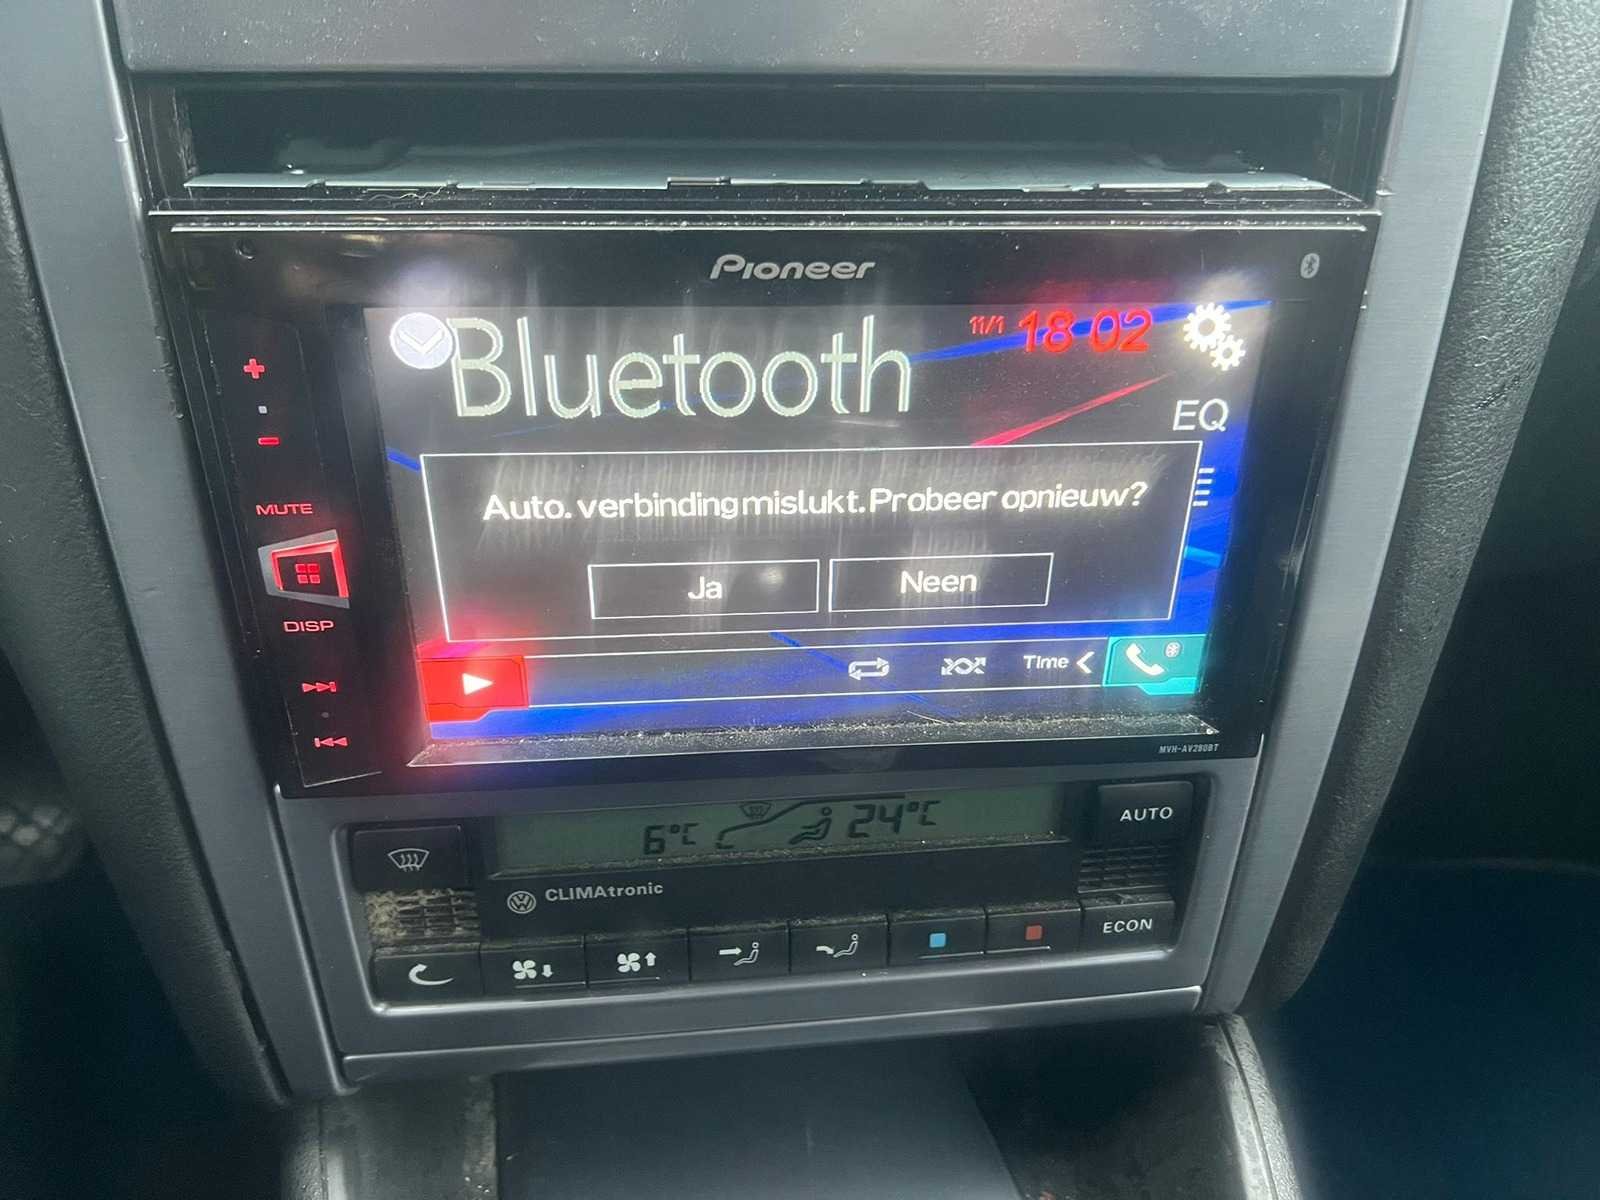 Pioneer
Bluetooth
11/1 18 02
EQ
Auto. verbinding mislukt. Probeer opnieuw?
Ja
Neen
Time
MUTE
DISP
MVH-AV280BT
6°C
24°C
AUTO
CLIMAtronic
ECON